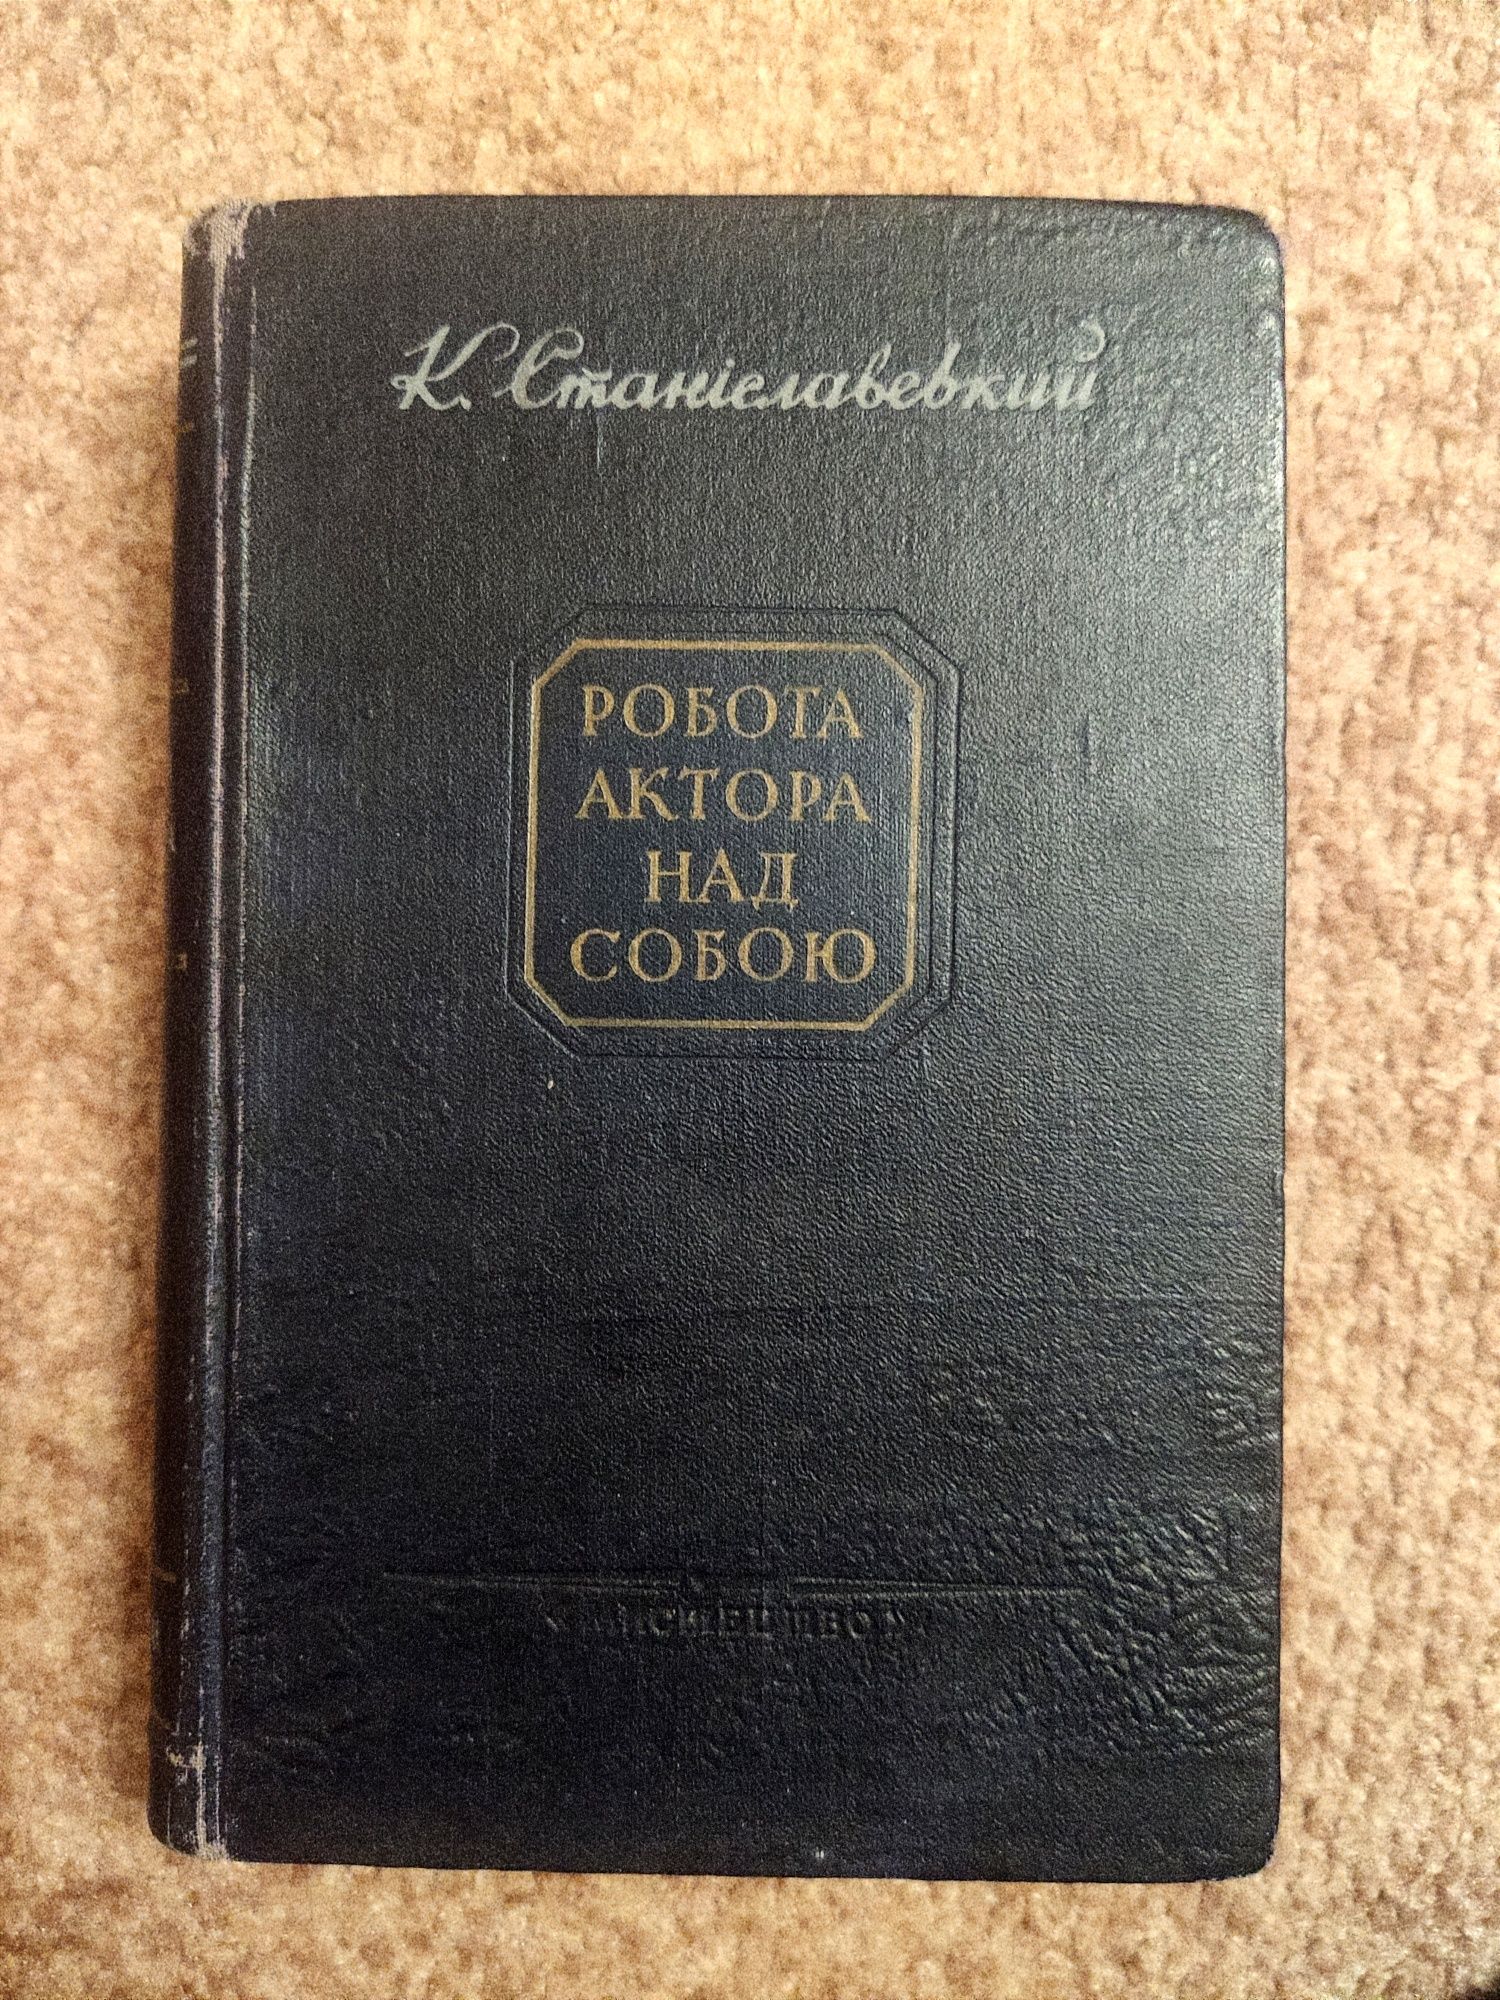 К. Станіславський
РОБОТА
АКТОРА
НАД
СОБОЮ